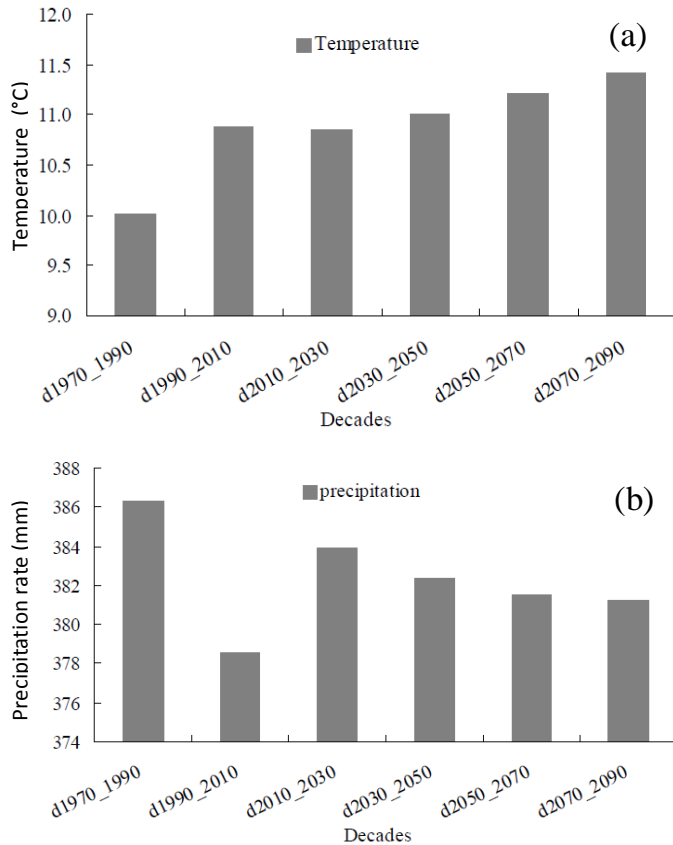 12.0
Temperature
(a)
11.5
11.0
10.5
10.0
9.5
9.0
Temperature (°C)
d1970_1990
d1990_2010
d2010_2030
d2030_2050
d2050_2070
d2070_2090
Decades
388
precipitation
(b)
386
384
382
380
378
376
374
Precipitation rate (mm)
d1970_1990
d1990_2010
d2010_2030
d2030_2050
d2050_2070
d2070_2090
Decades